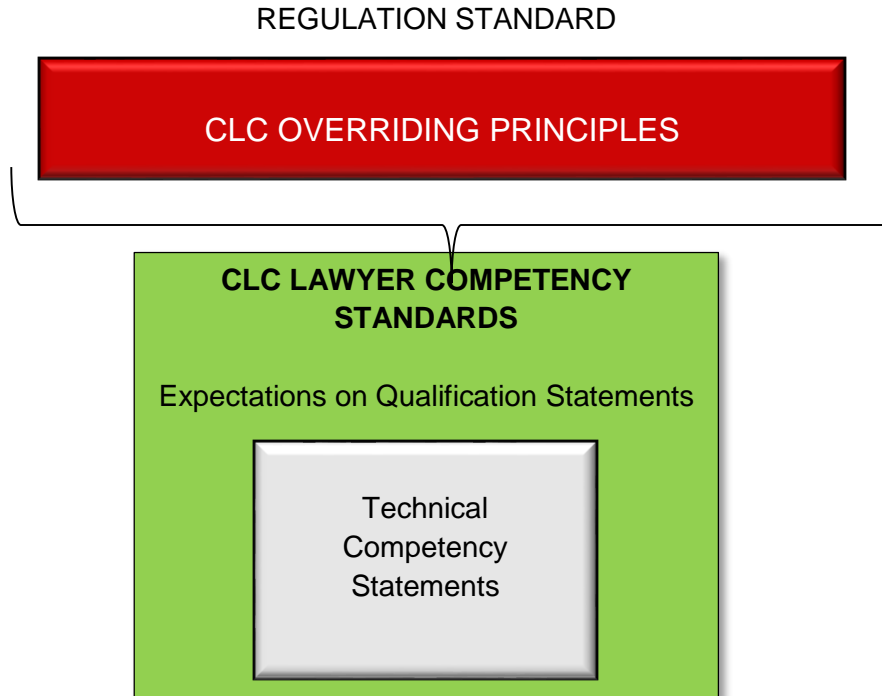 REGULATION STANDARD
CLC OVERRIDING PRINCIPLES
CLC LAWYER COMPETENCY
STANDARDS
Expectations on Qualification Statements
Technical
Competency
Statements